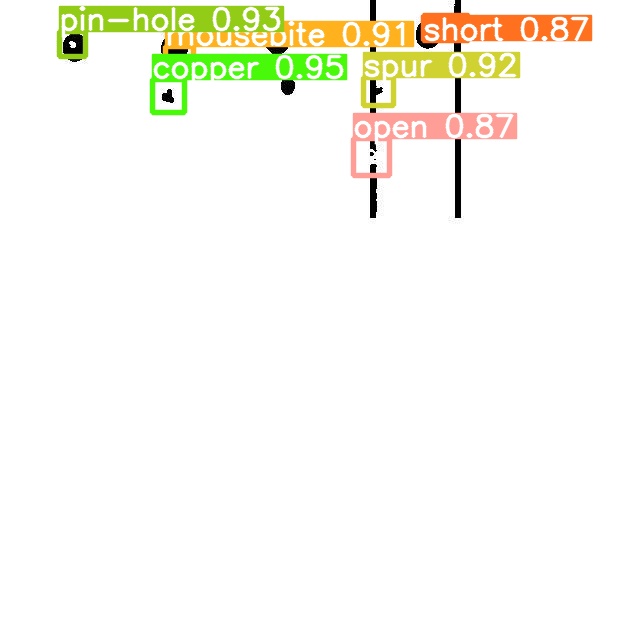 pin-hole 0.93
mousebite 0.91
short 0.87
copper 0.95
spur 0.92
open 0.87